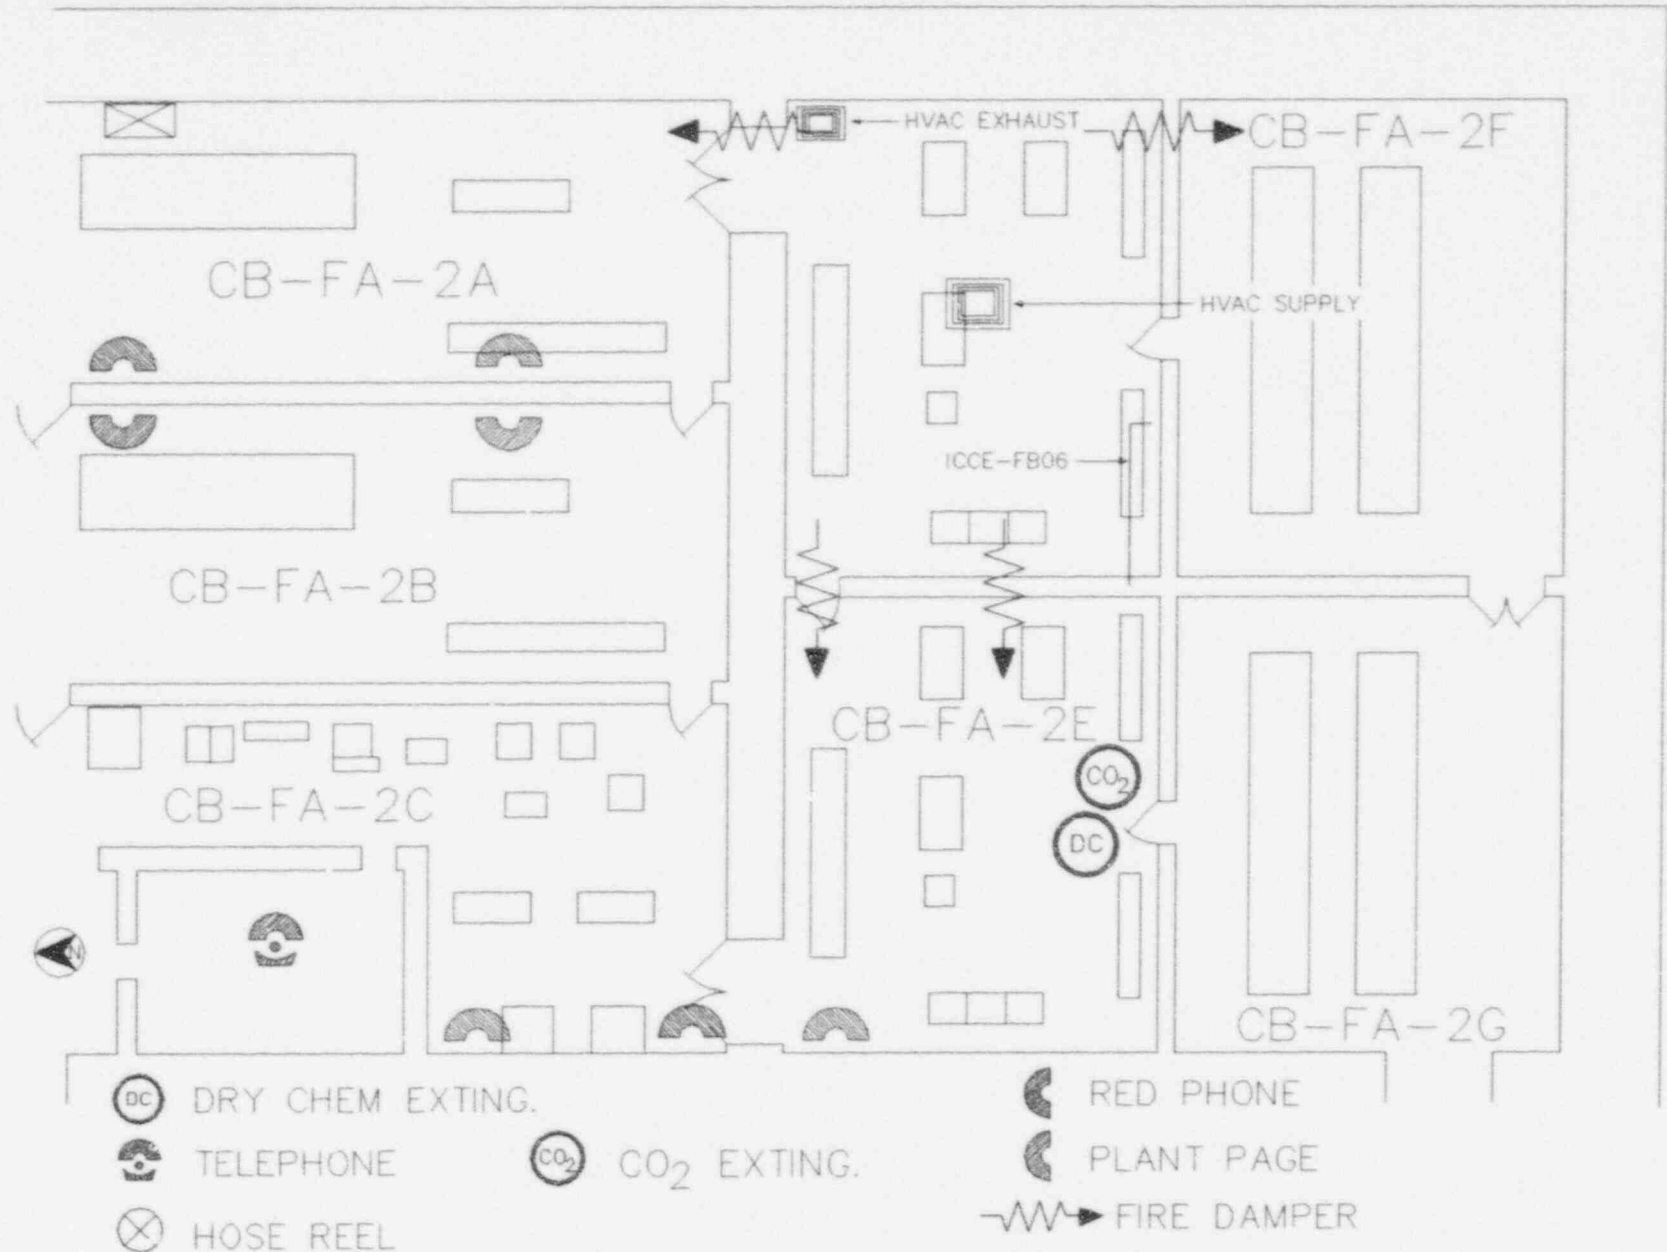 HVAC EXHAUST
CB-FA-2F
CB-FA-2A
HVAC SUPPLY
ICCE-FB06
CB-FA-2B
CB-FA-2E
CO2
CB-FA-2C
DC
N
CB-FA-2G
DC DRY CHEM EXTING.
RED PHONE
TELEPHONE
CO2 CO2 EXTING.
PLANT PAGE
FIRE DAMPER
HOSE REEL